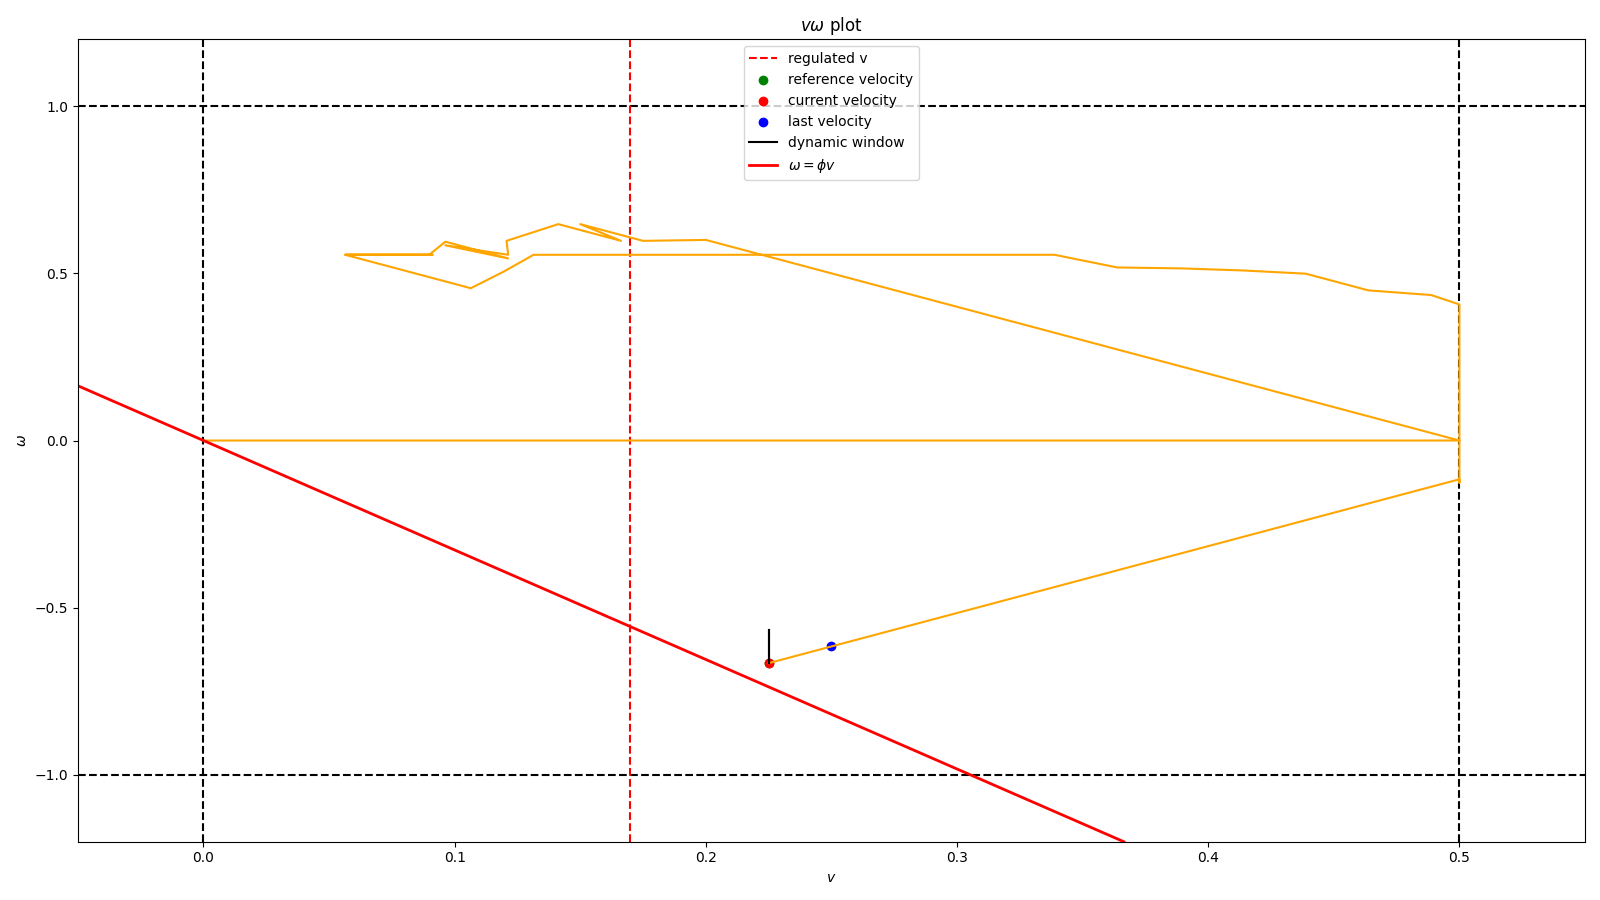 vω plot
regulated v
reference velocity
current velocity
last velocity
dynamic window
ω = ϕv
1.0
0.5
0.0
−0.5
−1.0
ω
0.0 0.1 0.2 0.3 0.4 0.5
v